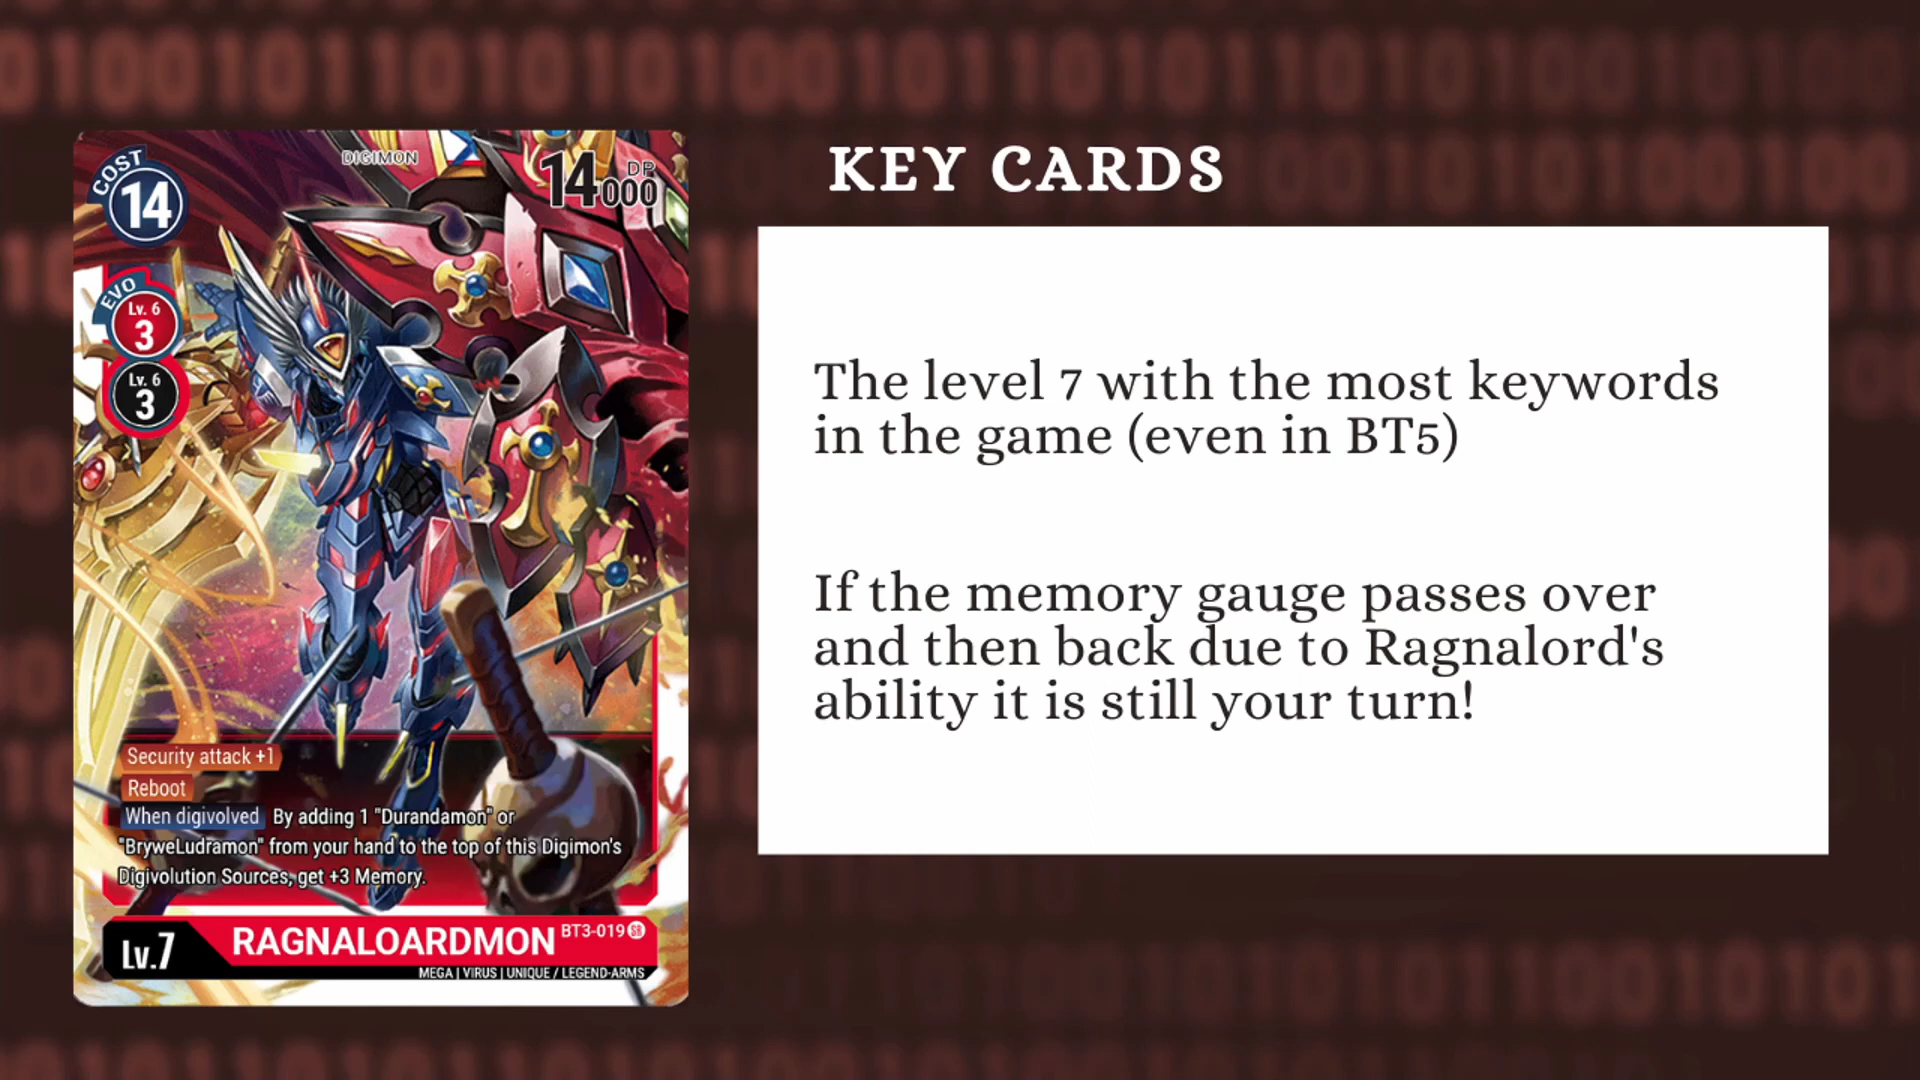 COST
14
DIGIMON
DP
14000
EVO
Lv. 6
3
Lv. 6
3
Security attack +1
Reboot
When digivolved By adding 1 "Durandamon" or
"BryweLudramon" from your hand to the top of this Digimon's
Digivolution Sources, get +3 Memory.
Lv.7
RAGNALOARDMON
BT3-019 SR
MEGA | VIRUS | UNIQUE / LEGEND-ARMS
KEY CARDS
The level 7 with the most keywords
in the game (even in BT5)
If the memory gauge passes over
and then back due to Ragnalord's
ability it is still your turn!